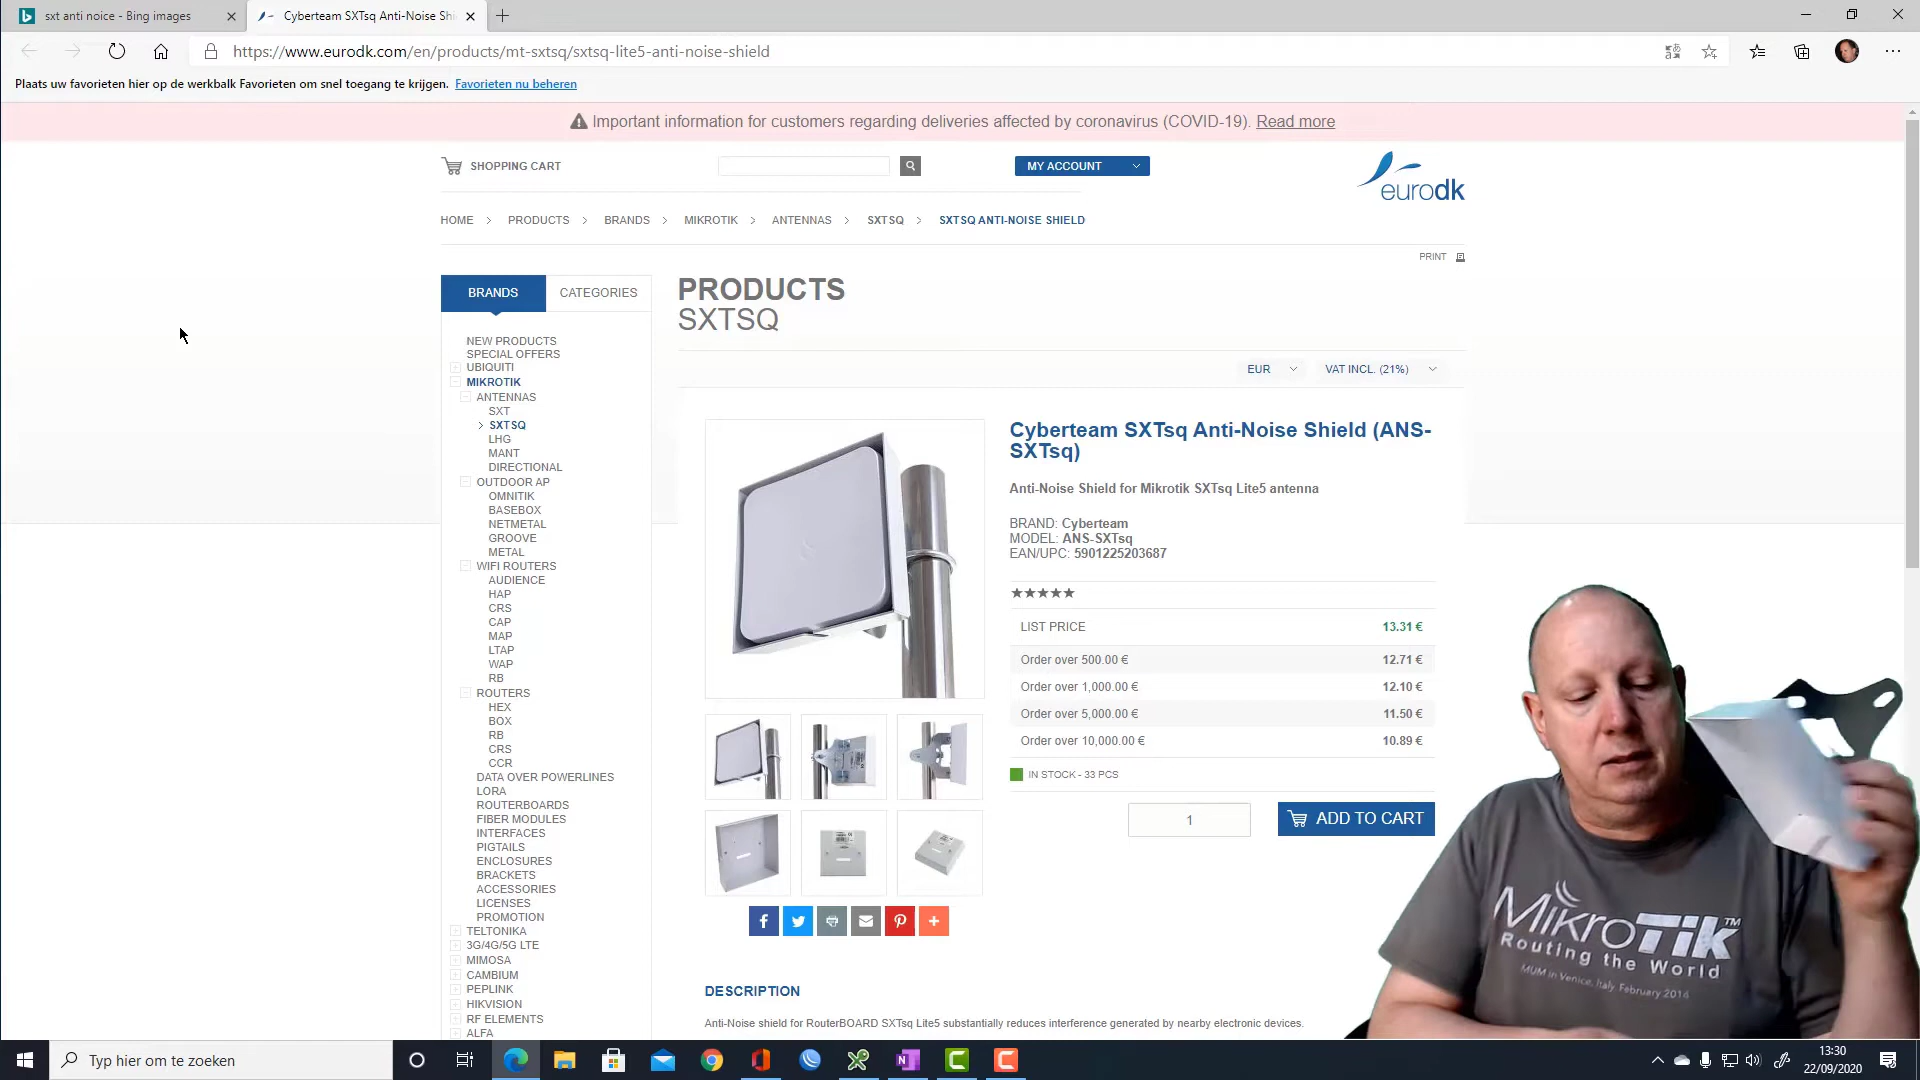 sxt anti noice - Bing images
Cyberteam SXTsq Anti-Noise Shi
https://www.eurodk.com/en/products/mt-sxtsq/sxtsq-lite5-anti-noise-shield
Plaats uw favorieten hier op de werkbalk Favorieten om snel toegang te krijgen. Favorieten nu beheren
Important information for customers regarding deliveries affected by coronavirus (COVID-19). Read more
SHOPPING CART
MY ACCOUNT
eurodk
HOME > PRODUCTS > BRANDS > MIKROTIK > ANTENNAS > SXTSQ > SXTSQ ANTI-NOISE SHIELD
PRINT
BRANDS
CATEGORIES
NEW PRODUCTS
SPECIAL OFFERS
UBIQUITI
MIKROTIK
ANTENNAS
SXT
> SXTSQ
LHG
MANT
DIRECTIONAL
OUTDOOR AP
OMNITIK
BASEBOX
NETMETAL
GROOVE
METAL
WIFI ROUTERS
AUDIENCE
HAP
CRS
CAP
MAP
LTAP
WAP
RB
ROUTERS
HEX
BOX
RB
CRS
CCR
DATA OVER POWERLINES
LORA
ROUTERBOARDS
FIBER MODULES
INTERFACES
PIGTAILS
ENCLOSURES
BRACKETS
ACCESSORIES
LICENSES
PROMOTION
TELTONIKA
3G/4G/5G LTE
MIMOSA
CAMBIUM
PEPLINK
HIKVISION
RF ELEMENTS
ALFA
PRODUCTS
SXTSQ
EUR
VAT INCL. (21%)
Cyberteam SXTsq Anti-Noise Shield (ANS-
SXTsq)
Anti-Noise Shield for Mikrotik SXTsq Lite5 antenna
BRAND: Cyberteam
MODEL: ANS-SXTsq
EAN/UPC: 5901225203687
★★★★★
LIST PRICE 13.31 €
Order over 500.00 € 12.71 €
Order over 1,000.00 € 12.10 €
Order over 5,000.00 € 11.50 €
Order over 10,000.00 € 10.89 €
IN STOCK - 33 PCS
1
ADD TO CART
DESCRIPTION
Anti-Noise shield for RouterBOARD SXTsq Lite5 substantially reduces interference generated by nearby electronic devices.
MikroTik™
Routing the World
MUM in Venice, Italy, February 2014
Typ hier om te zoeken
13:30
22/09/2020